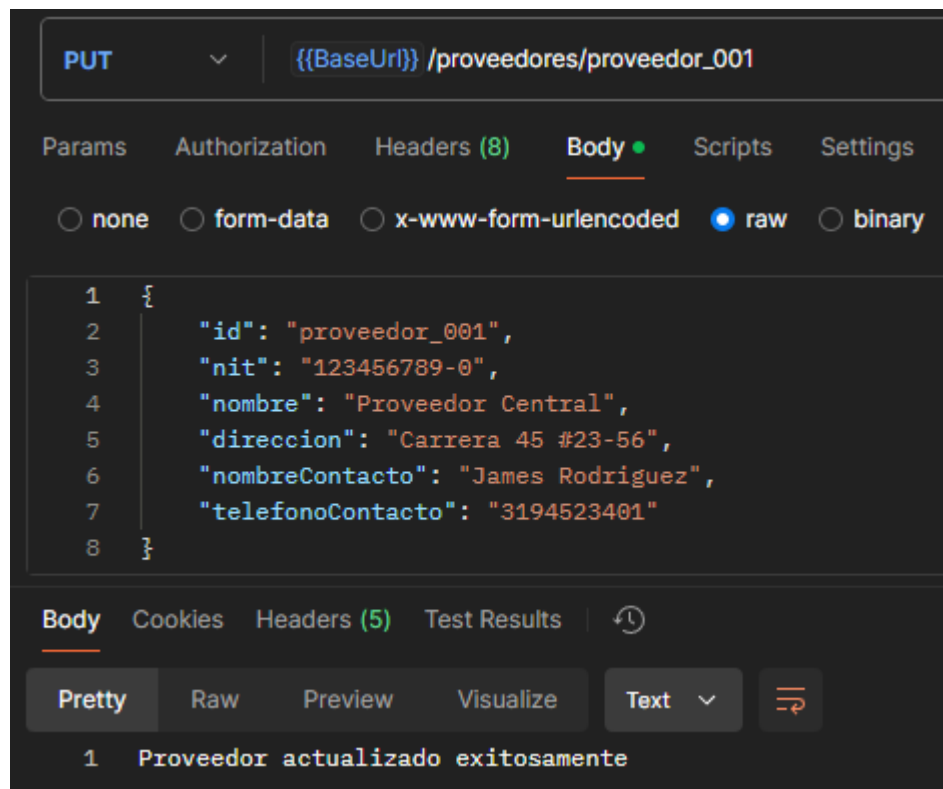 PUT {{BaseUrl}} /proveedores/proveedor_001
Params Authorization Headers (8) Body Scripts Settings
none form-data x-www-form-urlencoded raw binary
1 {
2 "id": "proveedor_001",
3 "nit": "123456789-0",
4 "nombre": "Proveedor Central",
5 "direccion": "Carrera 45 #23-56",
6 "nombreContacto": "James Rodriguez",
7 "telefonoContacto": "3194523401"
8 }
Body Cookies Headers (5) Test Results
Pretty Raw Preview Visualize Text
1 Proveedor actualizado exitosamente